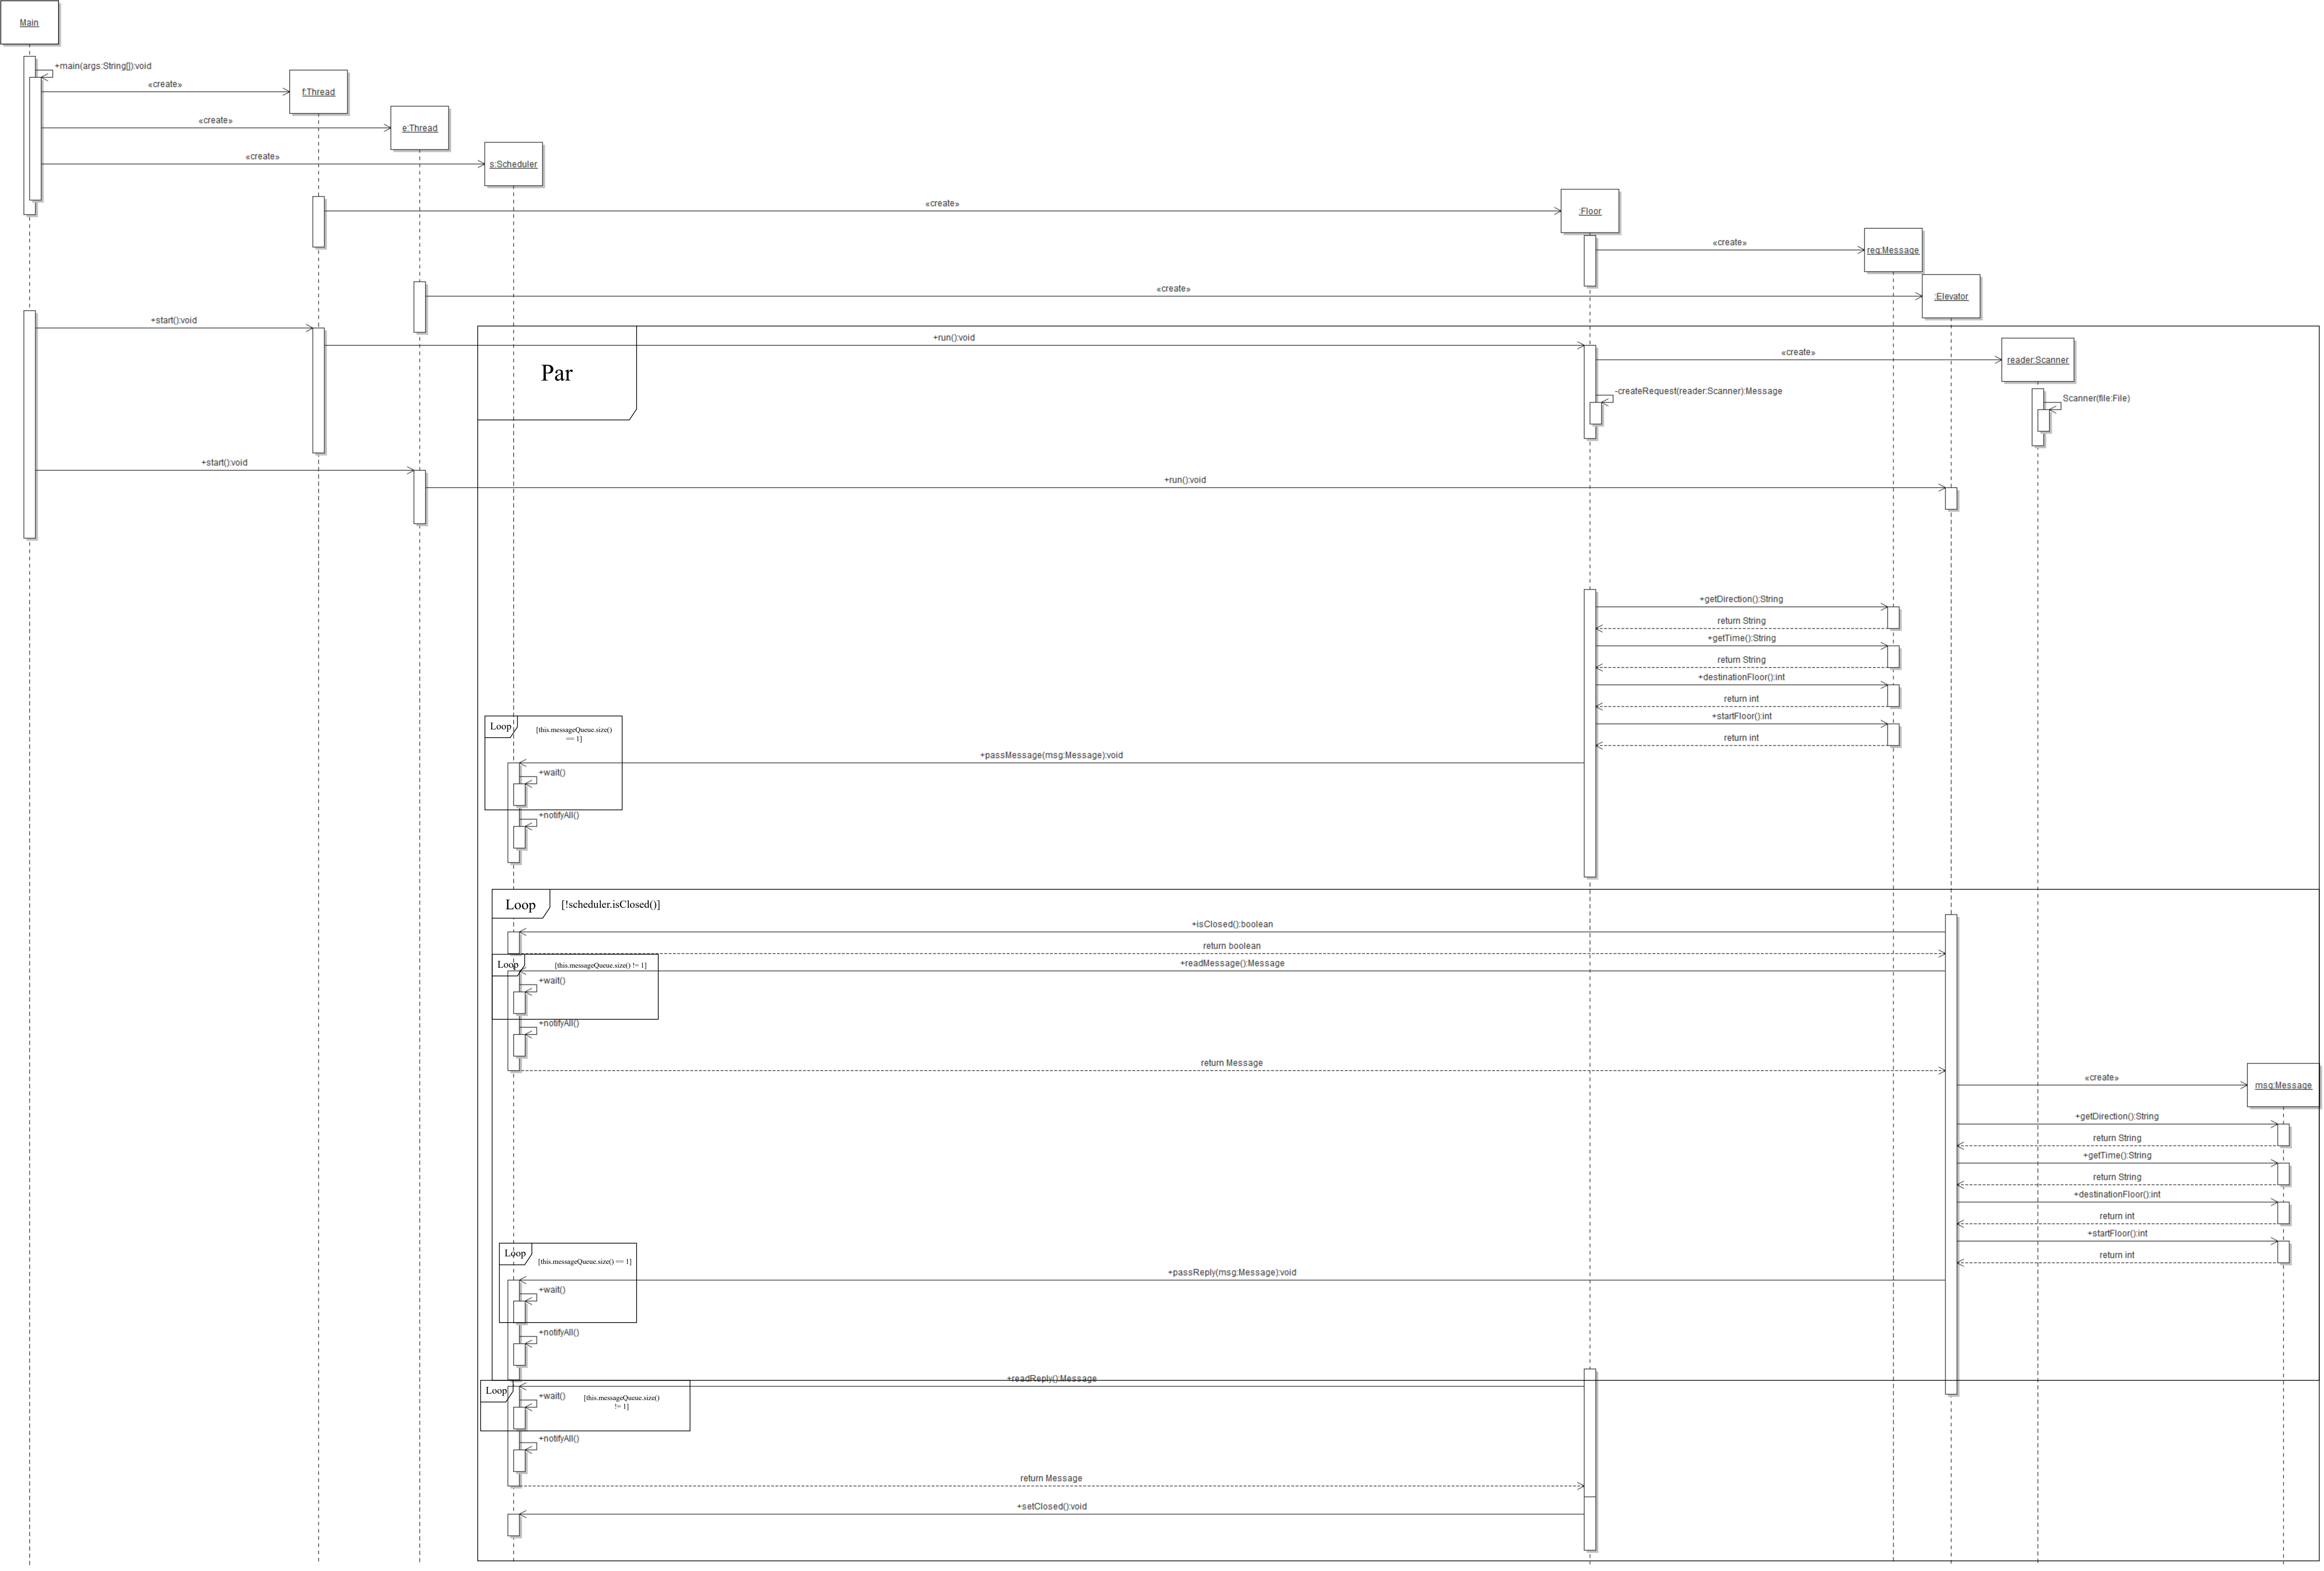 Main
+main(args:String[]):void
«create»
f:Thread
«create»
e:Thread
«create»
s:Scheduler
«create»
:Floor
«create»
req:Message
«create»
:Elevator
+start():void
+run():void
Par
«create»
reader:Scanner
-createRequest(reader:Scanner):Message
Scanner(file:File)
+start():void
+run():void
+getDirection():String
return String
+getTime():String
return String
+destinationFloor():int
return int
+startFloor():int
Loop
[this.messageQueue.size()
== 1]
return int
+passMessage(msg:Message):void
+wait()
+notifyAll()
Loop
[!scheduler.isClosed()]
+isClosed():boolean
return boolean
Loop
[this.messageQueue.size() != 1]
+readMessage():Message
+wait()
+notifyAll()
return Message
«create»
msg:Message
+getDirection():String
return String
+getTime():String
return String
+destinationFloor():int
return int
+startFloor():int
Loop
return int
[this.messageQueue.size() == 1]
+passReply(msg:Message):void
+wait()
+notifyAll()
+readReply():Message
Loop
+wait()
[this.messageQueue.size()
!= 1]
+notifyAll()
return Message
+setClosed():void